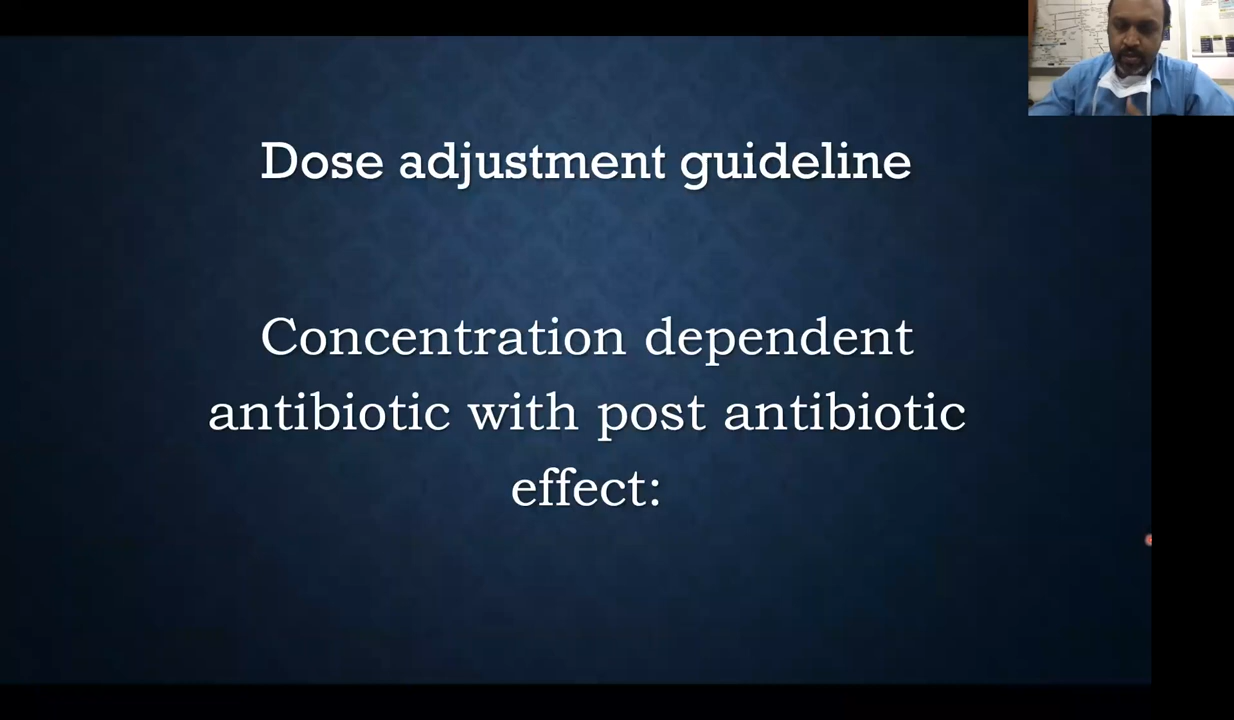 Dose adjustment guideline
Concentration dependent
antibiotic with post antibiotic
effect: